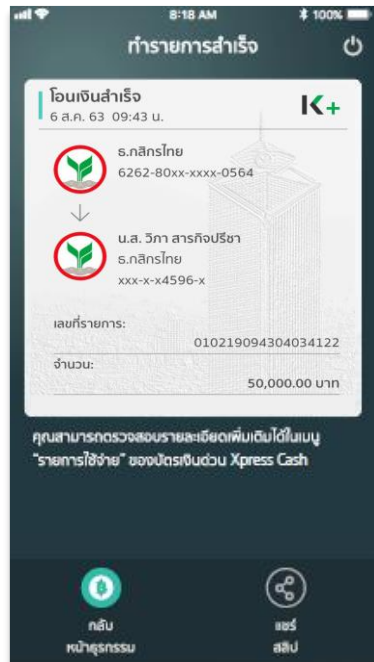 8:18 AM
100%
ทำรายการสำเร็จ
โอนเงินสำเร็จ
6 ส.ค. 63 09:43 น.
K+
ธ.กสิกรไทย
6262-80xx-xxxx-0564
น.ส. วิภา สารกิจปรีชา
ธ.กสิกรไทย
xxx-x-x4596-x
เลขที่รายการ:
010219094304034122
จำนวน:
50,000.00 บาท
คุณสามารถตรวจสอบรายละเอียดเพิ่มเติมได้ในเมนู
"รายการใช้จ่าย" ของบัตรเงินด่วน Xpress Cash
กลับ
หน้าธุรกรรม
แชร์
สลิป